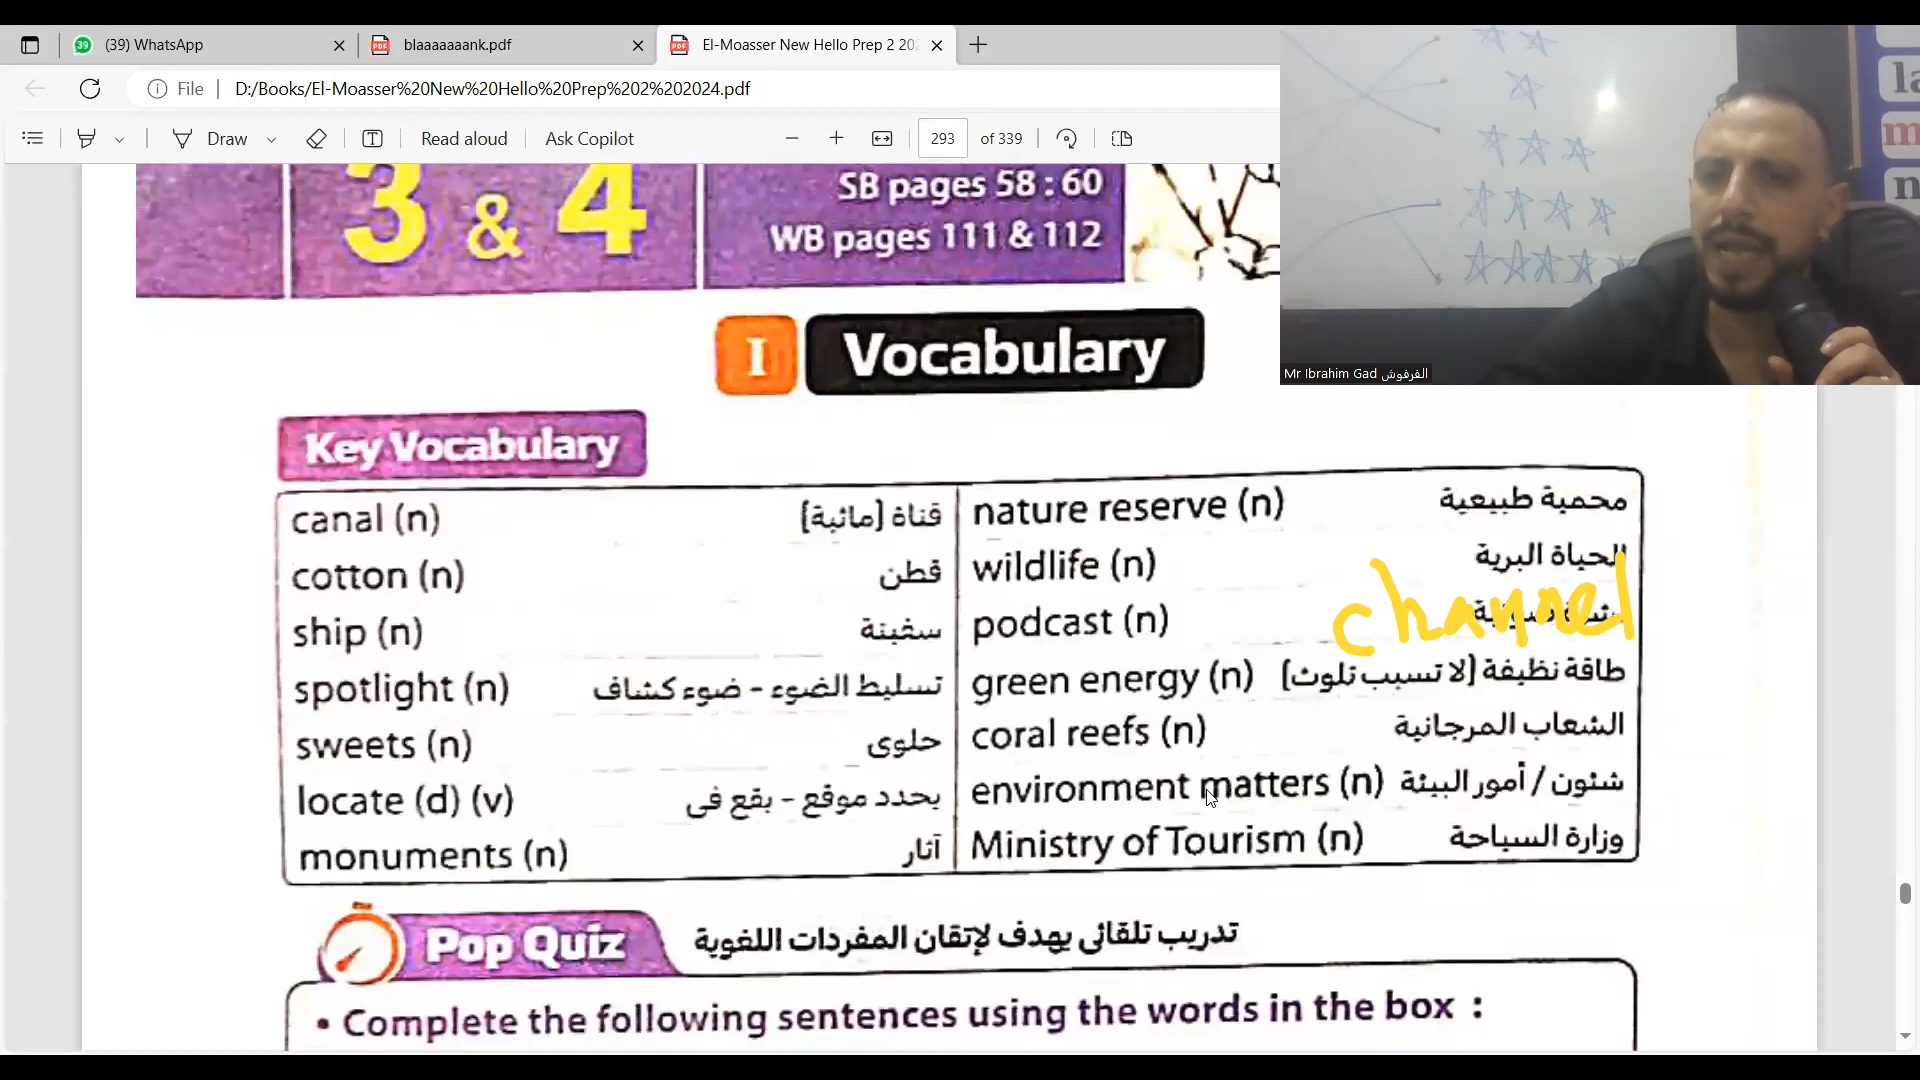 (39) WhatsApp
blaaaaaaank.pdf
El-Moasser New Hello Prep 2 202
File
D:/Books/El-Moasser%20New%20Hello%20Prep%202%202024.pdf
Draw
Read aloud
Ask Copilot
293 of 339
3 & 4
SB pages 58 : 60
WB pages 111 & 112
la
m
n
Mr Ibrahim Gad الفرفوش
I Vocabulary
Key Vocabulary
canal (n) قناة [مائية]
cotton (n) قطن
ship (n) سفينة
spotlight (n) تسليط الضوء - ضوء كشاف
sweets (n) حلوى
locate (d) (v) يحدد موقع - يقع فى
monuments (n) آثار
nature reserve (n) محمية طبيعية
wildlife (n) الحياة البرية
podcast (n)
channel
green energy (n) طاقة نظيفة [لا تسبب تلوث]
coral reefs (n) الشعاب المرجانية
environment matters (n) شئون / أمور البيئة
Ministry of Tourism (n) وزارة السياحة
Pop Quiz تدريب تلقائى يهدف لإتقان المفردات اللغوية
• Complete the following sentences using the words in the box :